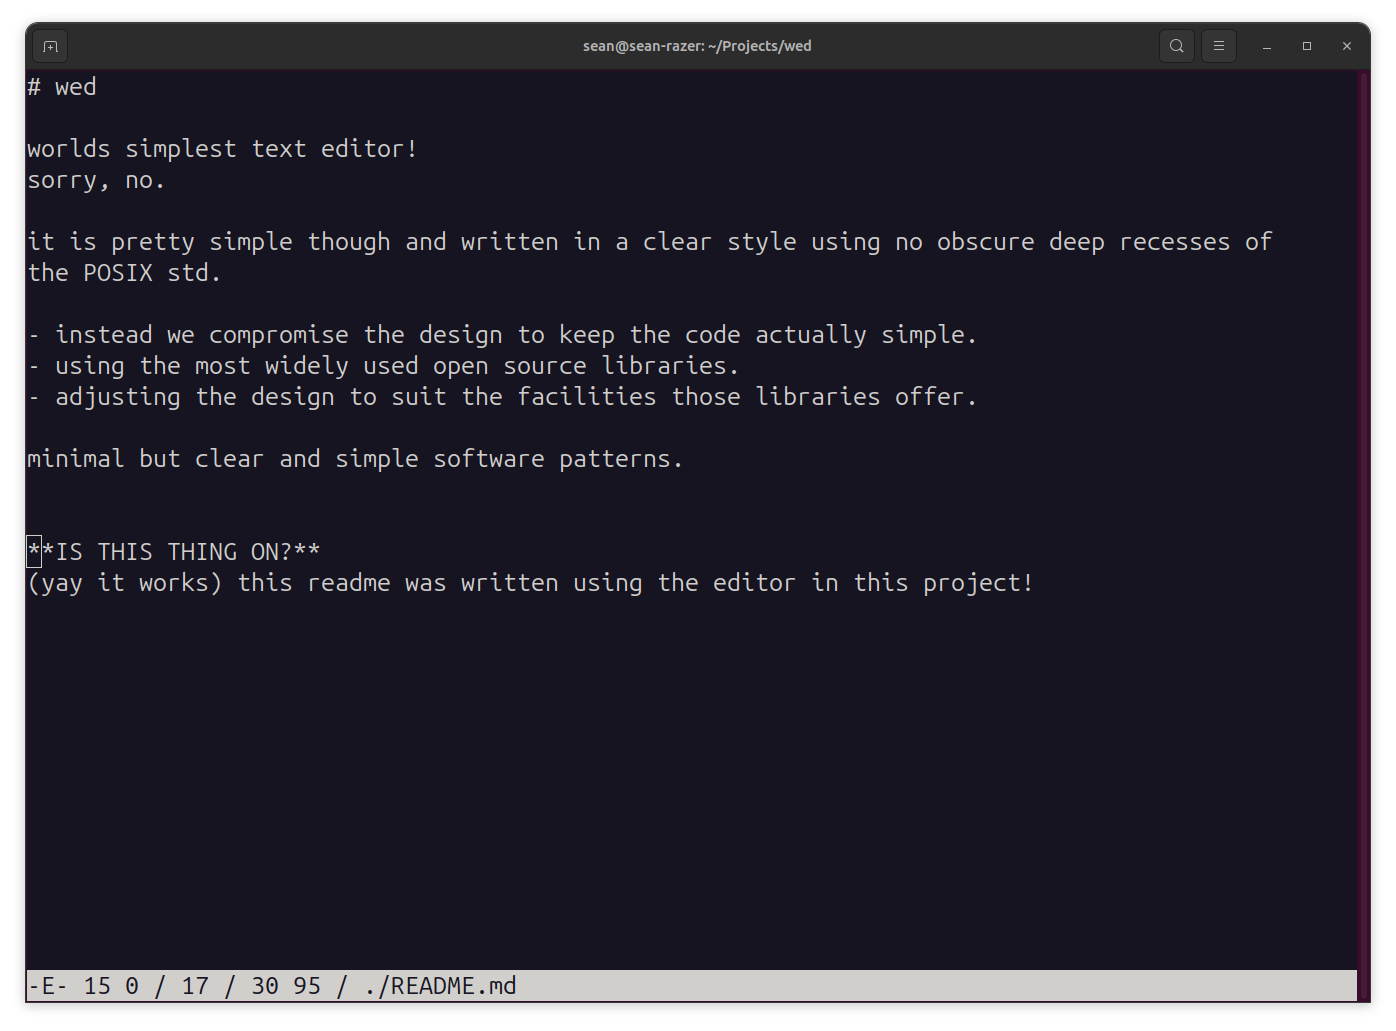 sean@sean-razer: ~/Projects/wed
# wed
worlds simplest text editor!
sorry, no.
it is pretty simple though and written in a clear style using no obscure deep recesses of
the POSIX std.
- instead we compromise the design to keep the code actually simple.
- using the most widely used open source libraries.
- adjusting the design to suit the facilities those libraries offer.
minimal but clear and simple software patterns.
**IS THIS THING ON?**
(yay it works) this readme was written using the editor in this project!
-E- 15 0 / 17 / 30 95 / ./README.md